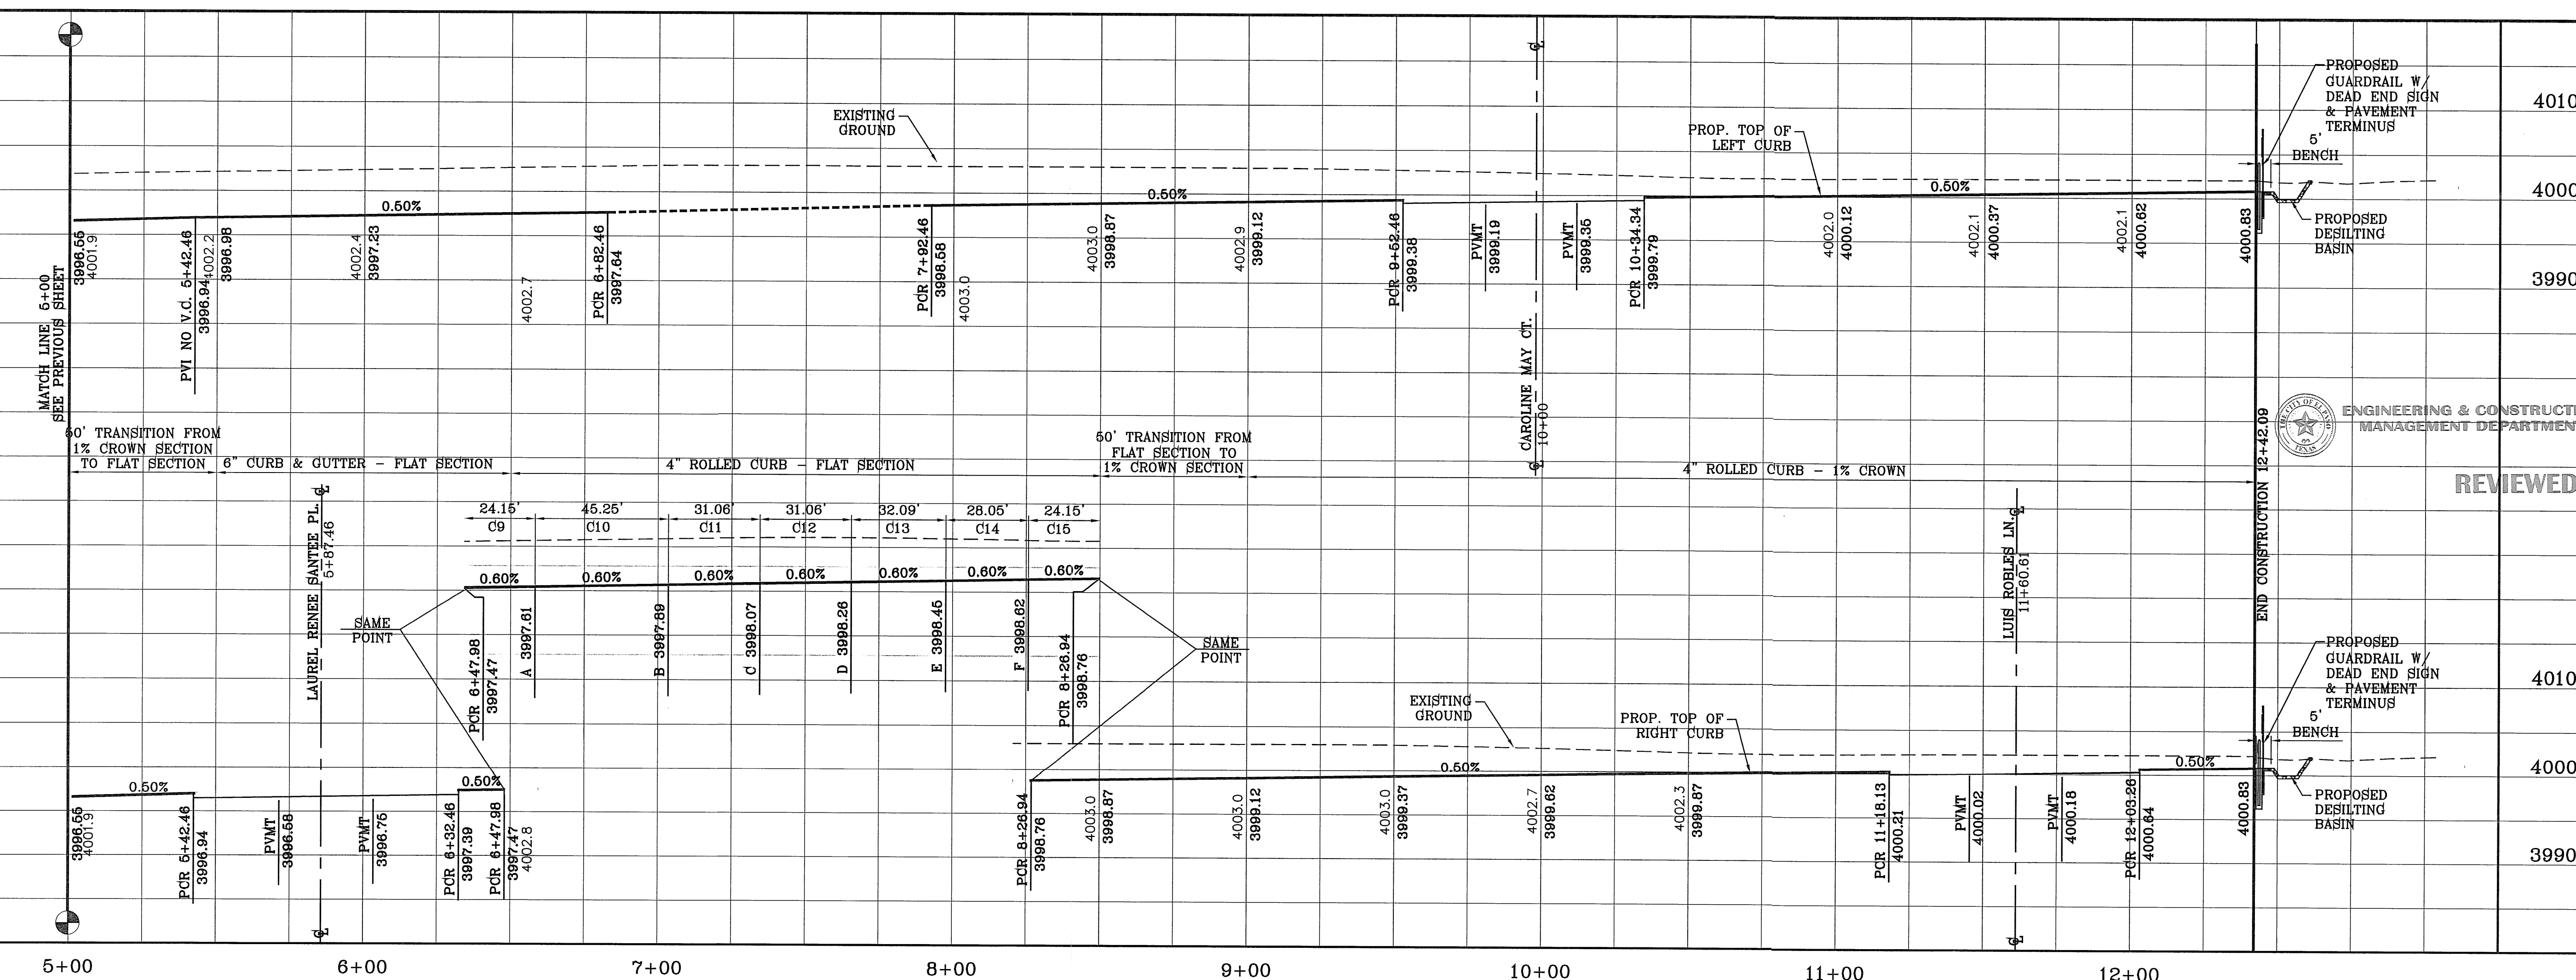 PROPOSED
GUARDRAIL W/
DEAD END SIGN
& PAVEMENT
TERMINUS
5'
BENCH
4010
EXISTING
GROUND
PROP. TOP OF
LEFT CURB
0.50%
0.50%
0.50%
4000
PROPOSED
DESILTING
BASIN
3990
MATCH LINE 5+00
SEE PREVIOUS SHEET
3996.55
4001.9
PVI NO V.C. 5+42.46
3996.94
4002.2
3996.98
4002.4
3997.23
4002.7
PCR 6+82.46
3997.64
PCR 7+92.46
3998.58
4003.0
4003.0
3998.87
4002.9
3999.12
PCR 9+52.46
3999.38
PVMT
3999.19
CAROLINE MAY CT.
10+00
PVMT
3999.35
PCR 10+34.34
3999.79
4002.0
4000.12
4002.1
4000.37
4002.1
4000.62
4000.83
END CONSTRUCTION 12+42.09
THE CITY OF EL PASO
TEXAS
ENGINEERING & CONSTRUCTI
MANAGEMENT DEPARTMEN
REVIEWED
50' TRANSITION FROM
1% CROWN SECTION
TO FLAT SECTION
6" CURB & GUTTER - FLAT SECTION
4" ROLLED CURB - FLAT SECTION
50' TRANSITION FROM
FLAT SECTION TO
1% CROWN SECTION
4" ROLLED CURB - 1% CROWN
LAUREL RENEE SANTEE PL.
5+87.46
24.15' 45.25' 31.06' 31.06' 32.09' 28.05' 24.15'
C9 C10 C11 C12 C13 C14 C15
0.60% 0.60% 0.60% 0.60% 0.60% 0.60% 0.60%
SAME
POINT
PCR 6+47.98
3997.47
A 3997.61
B 3997.89
C 3998.07
D 3998.26
E 3998.45
F 3998.62
PCR 8+26.94
3998.76
SAME
POINT
LUIS ROBLES LN.
11+60.61
PROPOSED
GUARDRAIL W/
DEAD END SIGN
& PAVEMENT
TERMINUS
5'
BENCH
4010
EXISTING
GROUND
PROP. TOP OF
RIGHT CURB
0.50%
0.50%
0.50%
0.50%
4000
PROPOSED
DESILTING
BASIN
3990
3996.55
4001.9
PCR 5+42.46
3996.94
PVMT
3996.58
PVMT
3996.75
PCR 6+32.46
3997.39
PCR 6+47.98
3997.47
4002.8
PCR 8+26.94
3998.76
4003.0
3998.87
4003.0
3999.12
4003.0
3999.37
4002.7
3999.62
4002.3
3999.87
PCR 11+18.13
4000.21
PVMT
4000.02
PVMT
4000.18
PCR 12+03.26
4000.64
4000.83
5+00 6+00 7+00 8+00 9+00 10+00 11+00 12+00